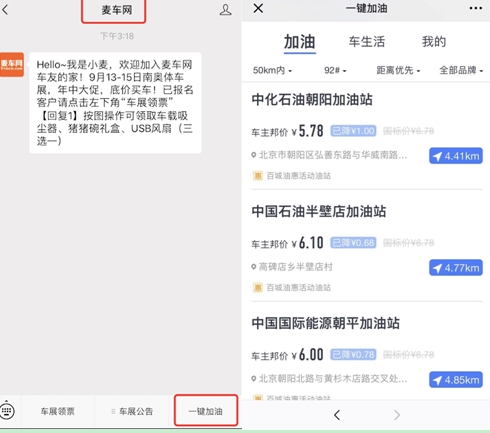 麦车网
下午3:18
麦车网
Hello~我是小麦，欢迎加入麦车网
车友的家！9月13-15日南奥体车
展，年中大促，底价买车！已报名
客户请点击左下角“车展领票”
【回复1】按图操作可领取车载吸
尘器、猪猪碗礼盒、USB风扇（三
选一）
车展领票
车展公告
一键加油
一键加油
加油 车生活 我的
50km内 92# 距离优先 全部品牌
中化石油朝阳加油站
车主邦价 ¥5.78 已降¥1.00 国标价¥6.78
北京市朝阳区弘善东路与华威南路... 4.41km
惠 百城油惠活动油站
中国石油半壁店加油站
车主邦价 ¥6.10 已降¥0.68 国标价¥6.78
高碑店乡半壁店村 4.77km
惠 百城油惠活动油站
中国国际能源朝平加油站
车主邦价 ¥6.00 已降¥0.78 国标价¥6.78
北京市朝阳北路与黄杉木店路交叉处... 4.85km
惠 百城油惠活动油站